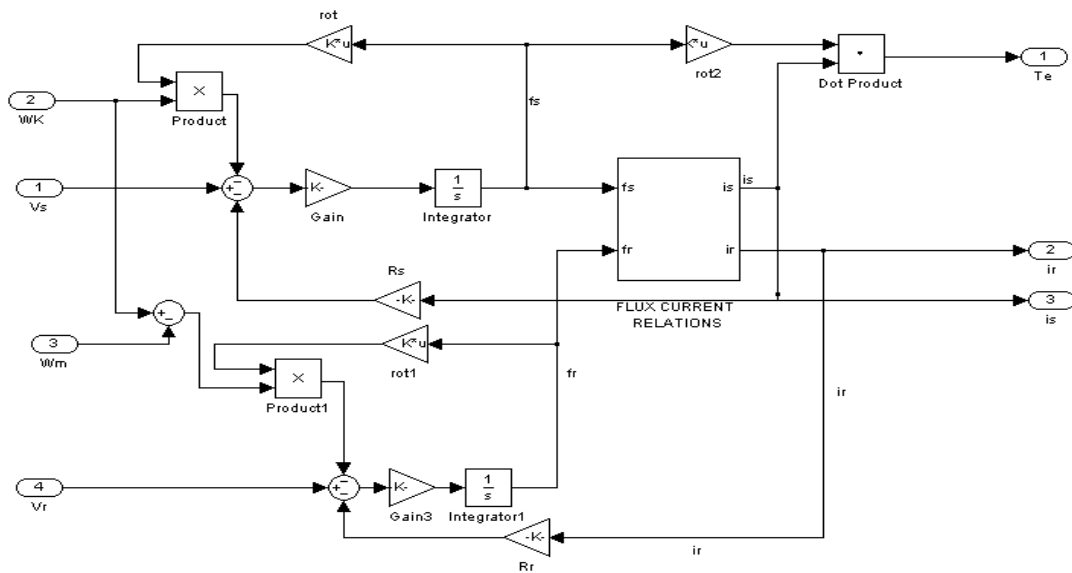 rot
K*u
K*u
rot2
1
Te
Dot Product
2
WK
×
Product
fs
1
Vs
K-
Gain
1
s
Integrator
fs
is
is
fr
ir
FLUX CURRENT
RELATIONS
2
ir
3
is
Rs
-K-
3
Wm
K*u
rot1
×
Product1
fr
ir
4
Vr
K-
Gain3
1
s
Integrator1
-K-
Rr
ir